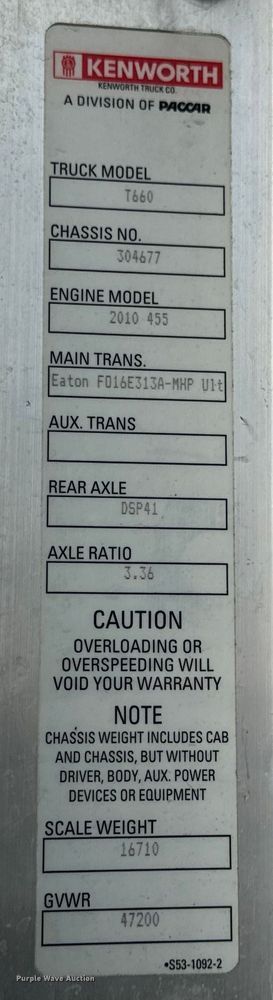 KENWORTH
KENWORTH TRUCK CO.
A DIVISION OF PACCAR
TRUCK MODEL
T660
CHASSIS NO.
304677
ENGINE MODEL
2010 455
MAIN TRANS.
Eaton FO16E313A-MHP Ult
AUX. TRANS
REAR AXLE
DSP41
AXLE RATIO
3.36
CAUTION
OVERLOADING OR
OVERSPEEDING WILL
VOID YOUR WARRANTY
NOTE
CHASSIS WEIGHT INCLUDES CAB
AND CHASSIS, BUT WITHOUT
DRIVER, BODY, AUX. POWER
DEVICES OR EQUIPMENT
SCALE WEIGHT
16710
GVWR
47200
•S53-1092-2
Purple Wave Auction